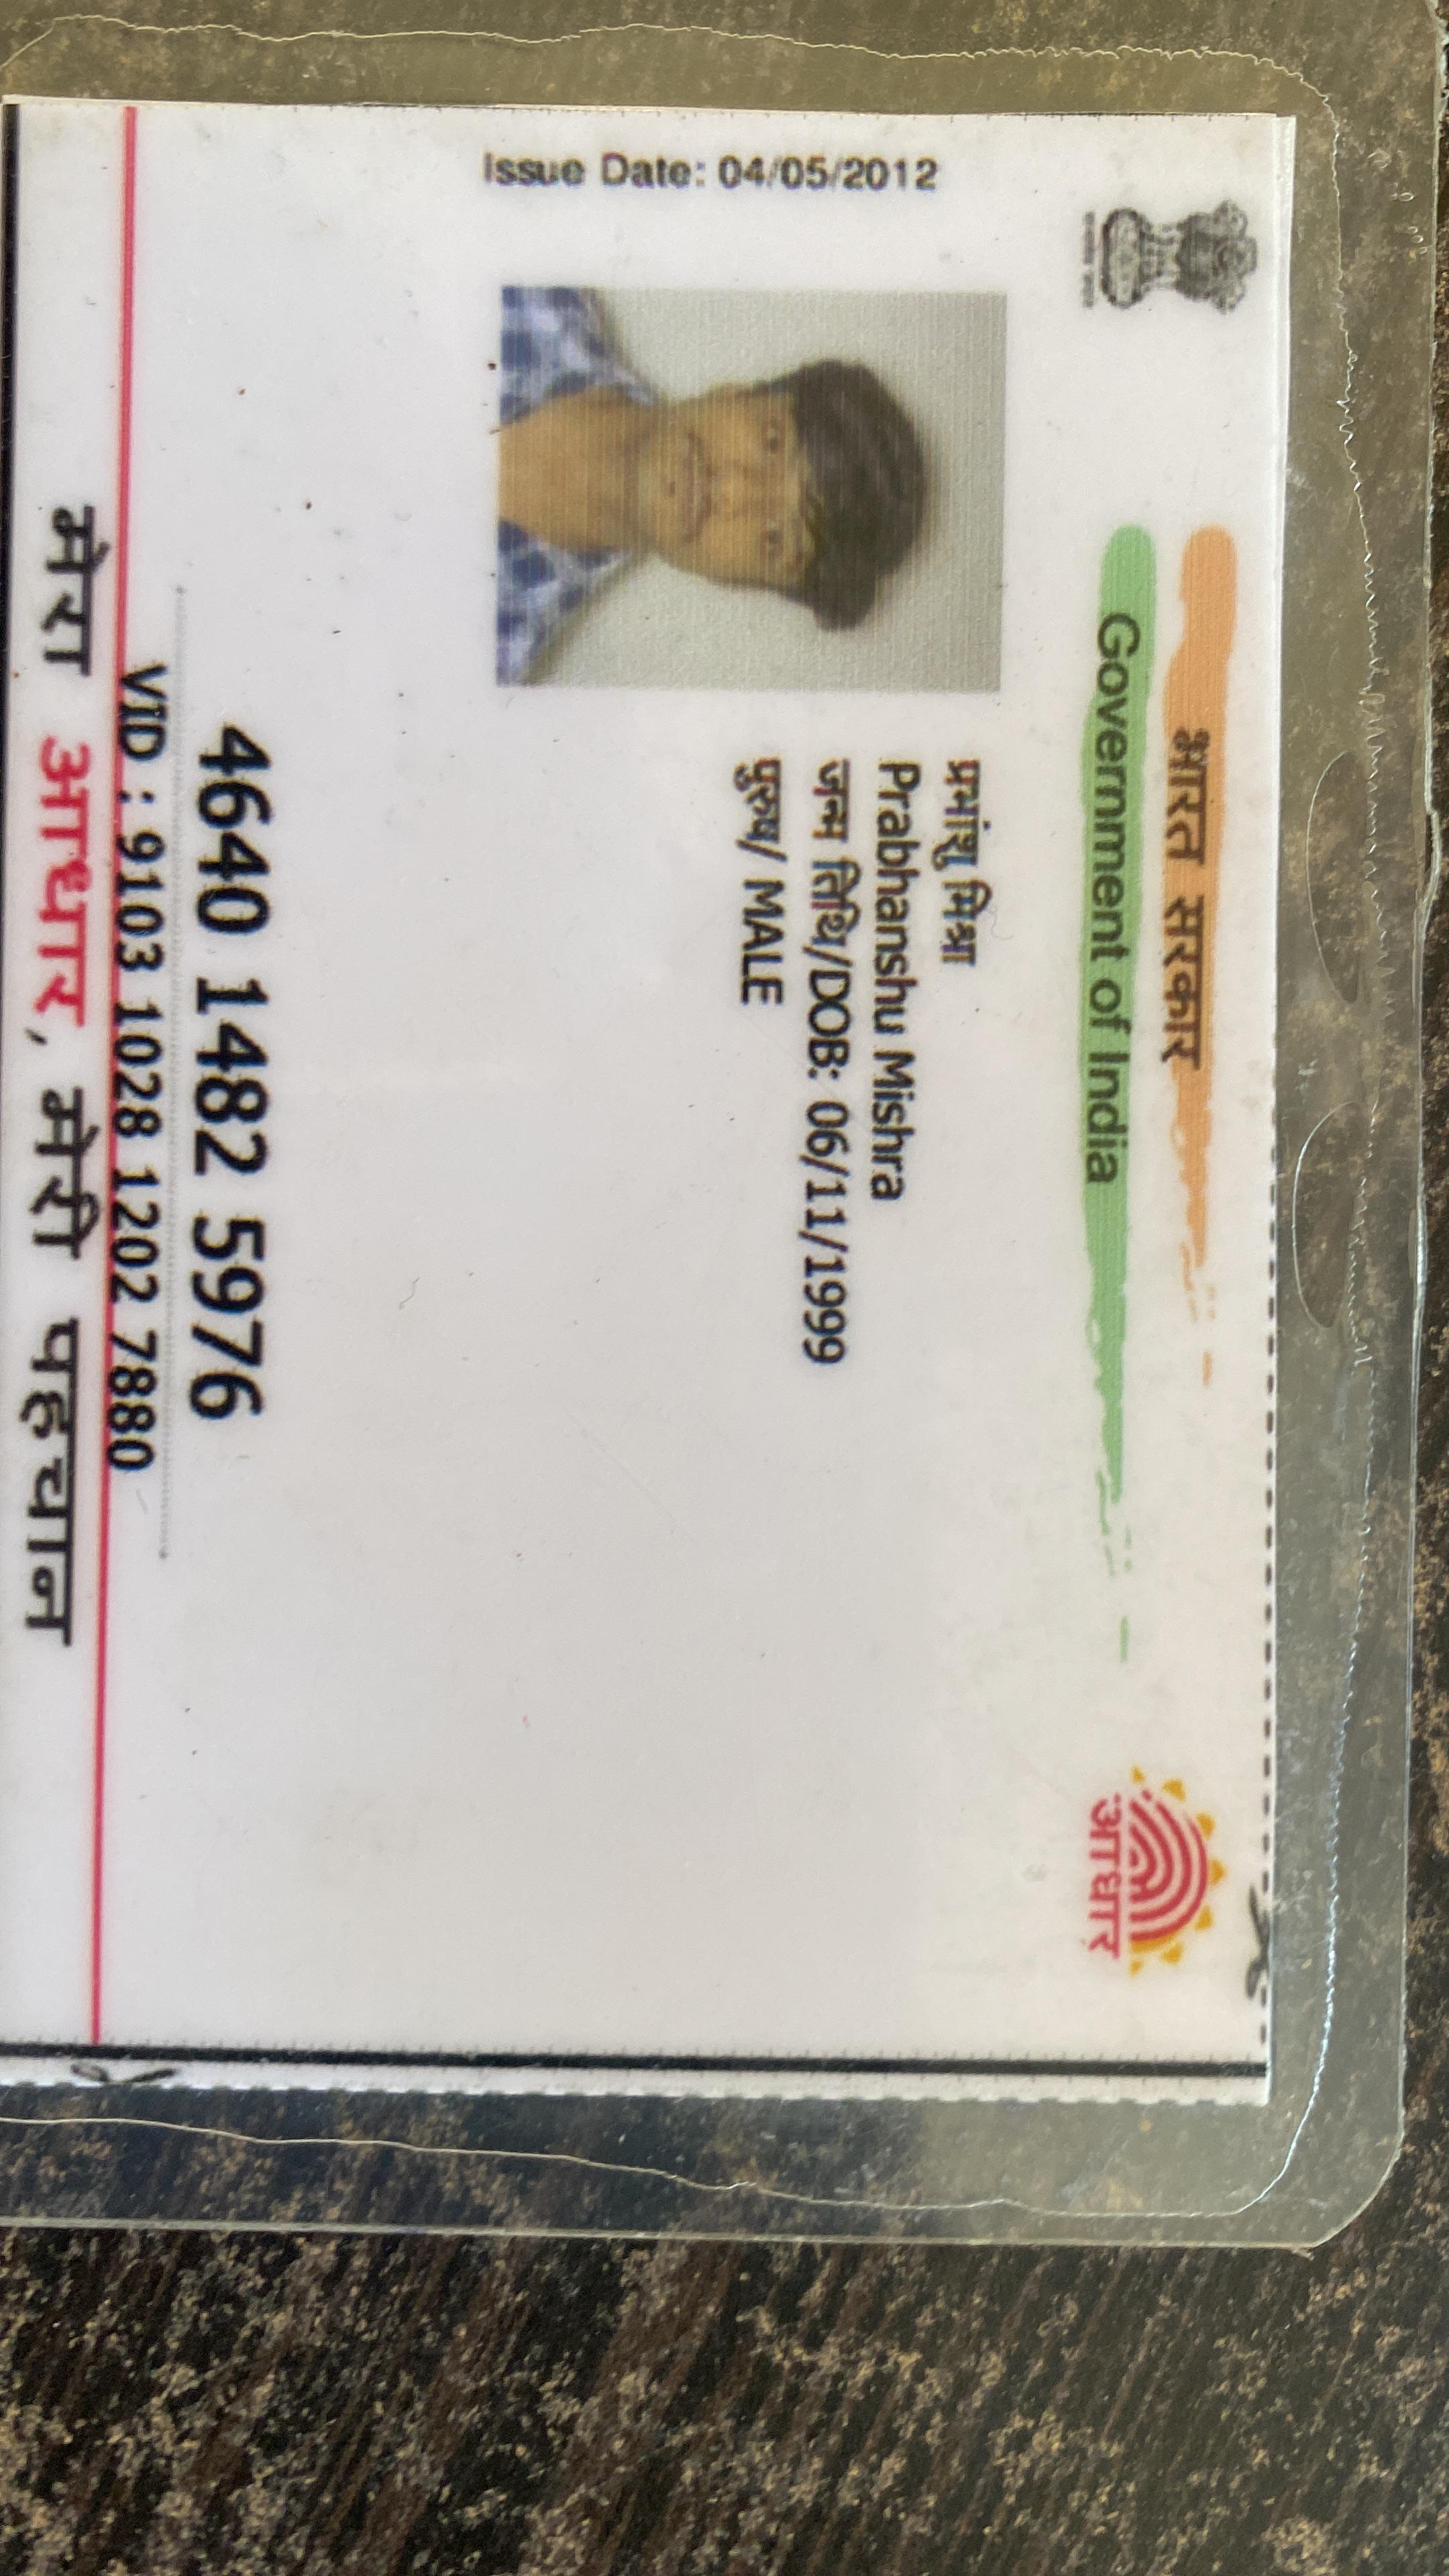 भारत सरकार
Government of India
Issue Date: 04/05/2012
प्रभांशु मिश्रा
Prabhanshu Mishra
जन्म तिथि/DOB: 06/11/1999
पुरुष/ MALE
4640 1482 5976
VID : 9103 1028 1202 7880
मेरा आधार, मेरी पहचान
आधार